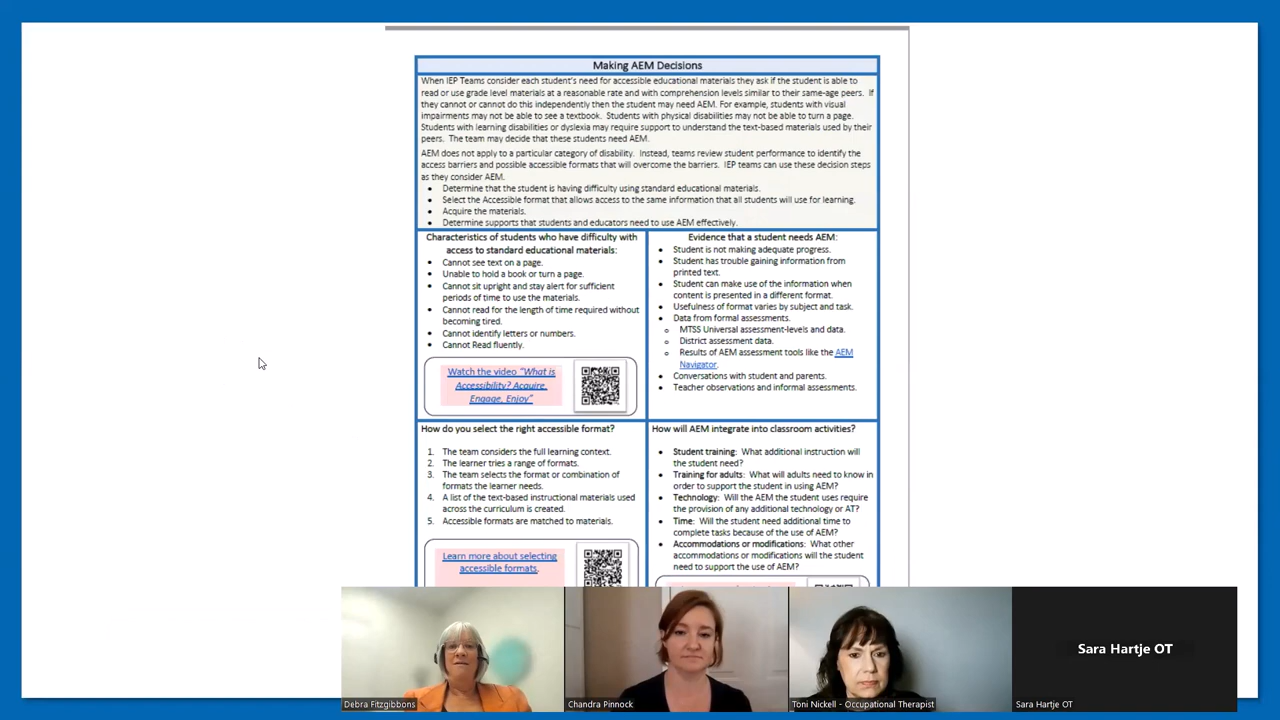 Making AEM Decisions
When IEP Teams consider each student's need for accessible educational materials they ask if the student is able to
read or use grade level materials at a reasonable rate and with comprehension levels similar to their same-age peers. If
they cannot or cannot do this independently then the student may need AEM. For example, students with visual
impairments may not be able to see a textbook. Students with physical disabilities may not be able to turn a page.
Students with learning disabilities or dyslexia may require support to understand the text-based materials used by their
peers. The team may decide that these students need AEM.
AEM does not apply to a particular category of disability. Instead, teams review student performance to identify the
access barriers and possible accessible formats that will overcome the barriers. IEP teams can use these decision steps
as they consider AEM.
• Determine that the student is having difficulty using standard educational materials.
• Select the Accessible format that allows access to the same information that all students will use for learning.
• Acquire the materials.
• Determine supports that students and educators need to use AEM effectively.
Characteristics of students who have difficulty with
access to standard educational materials:
• Cannot see text on a page.
• Unable to hold a book or turn a page.
• Cannot sit upright and stay alert for sufficient
periods of time to use the materials.
• Cannot read for the length of time required without
becoming tired.
• Cannot identify letters or numbers.
• Cannot Read fluently.
Watch the video "What is
Accessibility? Acquire,
Engage, Enjoy"
Evidence that a student needs AEM:
• Student is not making adequate progress.
• Student has trouble gaining information from
printed text.
• Student can make use of the information when
content is presented in a different format.
• Usefulness of format varies by subject and task.
• Data from formal assessments.
o MTSS Universal assessment-levels and data.
o District assessment data.
o Results of AEM assessment tools like the AEM
Navigator.
• Conversations with student and parents.
• Teacher observations and informal assessments.
How do you select the right accessible format?
1. The team considers the full learning context.
2. The learner tries a range of formats.
3. The team selects the format or combination of
formats the learner needs.
4. A list of the text-based instructional materials used
across the curriculum is created.
5. Accessible formats are matched to materials.
Learn more about selecting
accessible formats.
How will AEM integrate into classroom activities?
• Student training: What additional instruction will
the student need?
• Training for adults: What will adults need to know in
order to support the student in using AEM?
• Technology: Will the AEM the student uses require
the provision of any additional technology or AT?
• Time: Will the student need additional time to
complete tasks because of the use of AEM?
• Accommodations or modifications: What other
accommodations or modifications will the student
need to support the use of AEM?
Debra Fitzgibbons
Chandra Pinnock
Toni Nickell - Occupational Therapist
Sara Hartje OT
Sara Hartje OT